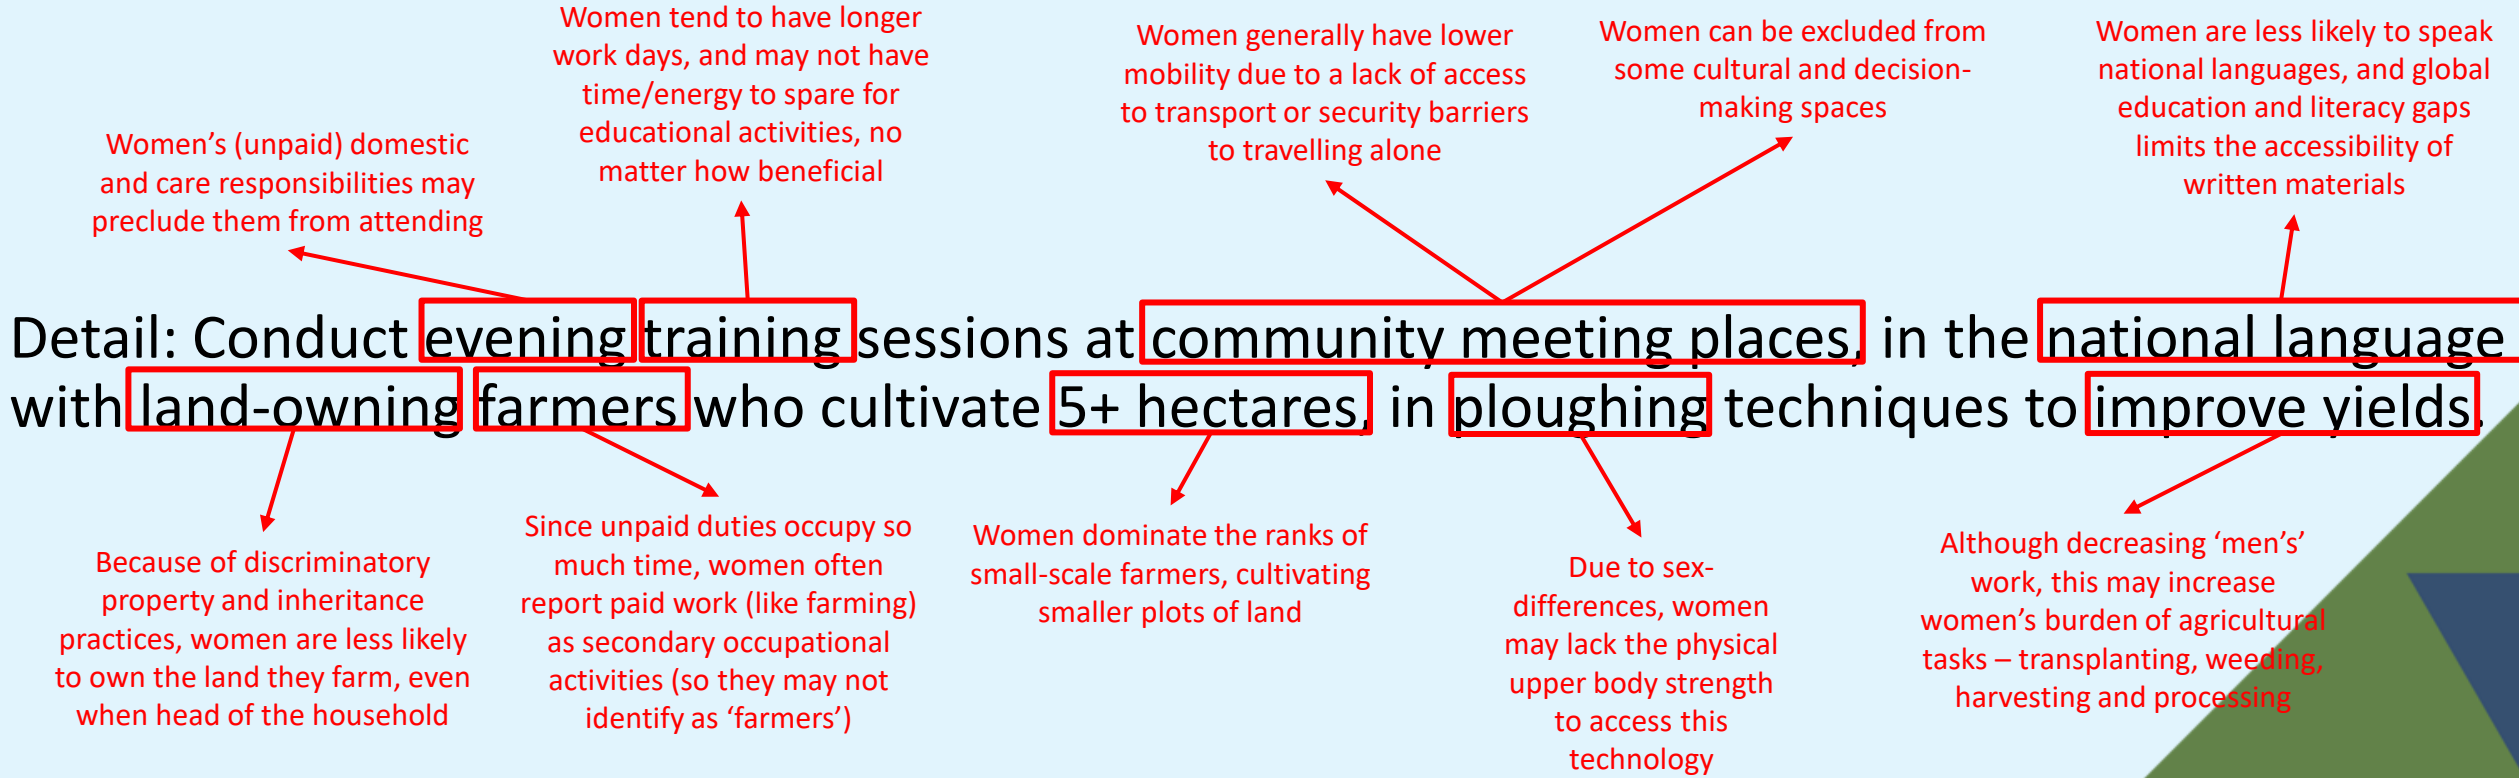 Women's (unpaid) domestic
and care responsibilities may
preclude them from attending
Women tend to have longer
work days, and may not have
time/energy to spare for
educational activities, no
matter how beneficial
Women generally have lower
mobility due to a lack of access
to transport or security barriers
to travelling alone
Women can be excluded from
some cultural and decision-
making spaces
Women are less likely to speak
national languages, and global
education and literacy gaps
limits the accessibility of
written materials
Detail: Conduct evening training sessions at community meeting places, in the national language
with land-owning farmers who cultivate 5+ hectares, in ploughing techniques to improve yields.
Because of discriminatory
property and inheritance
practices, women are less likely
to own the land they farm, even
when head of the household
Since unpaid duties occupy so
much time, women often
report paid work (like farming)
as secondary occupational
activities (so they may not
identify as ‘farmers’)
Women dominate the ranks of
small-scale farmers, cultivating
smaller plots of land
Due to sex-
differences, women
may lack the physical
upper body strength
to access this
technology
Although decreasing ‘men’s’
work, this may increase
women’s burden of agricultural
tasks – transplanting, weeding,
harvesting and processing